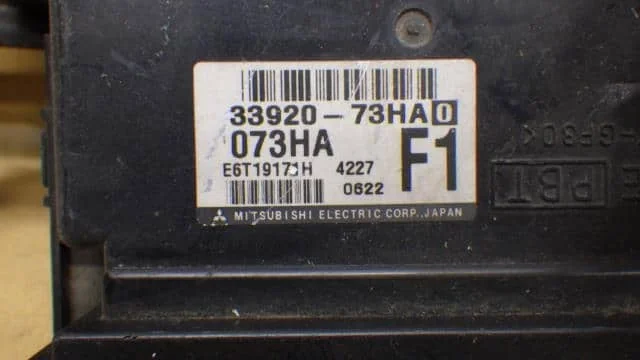 33920-73HA0
073HA
F1
E6T19171H 4227
0622
MITSUBISHI ELECTRIC CORP., JAPAN
PBT